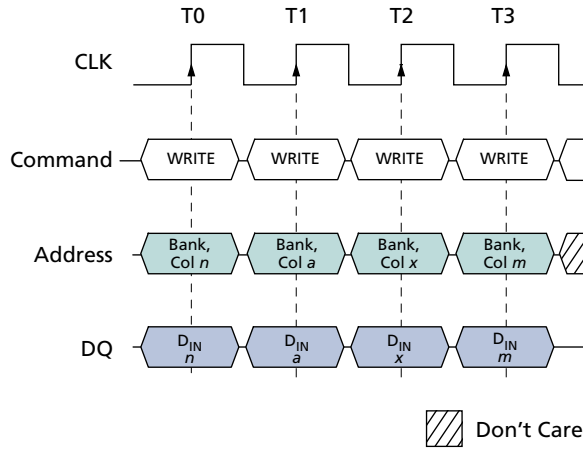 T0 T1 T2 T3
CLK
Command WRITE WRITE WRITE WRITE
Address Bank, Bank, Bank, Bank,
Col n Col a Col x Col m
DQ DIN DIN DIN DIN
n a x m
Don't Care